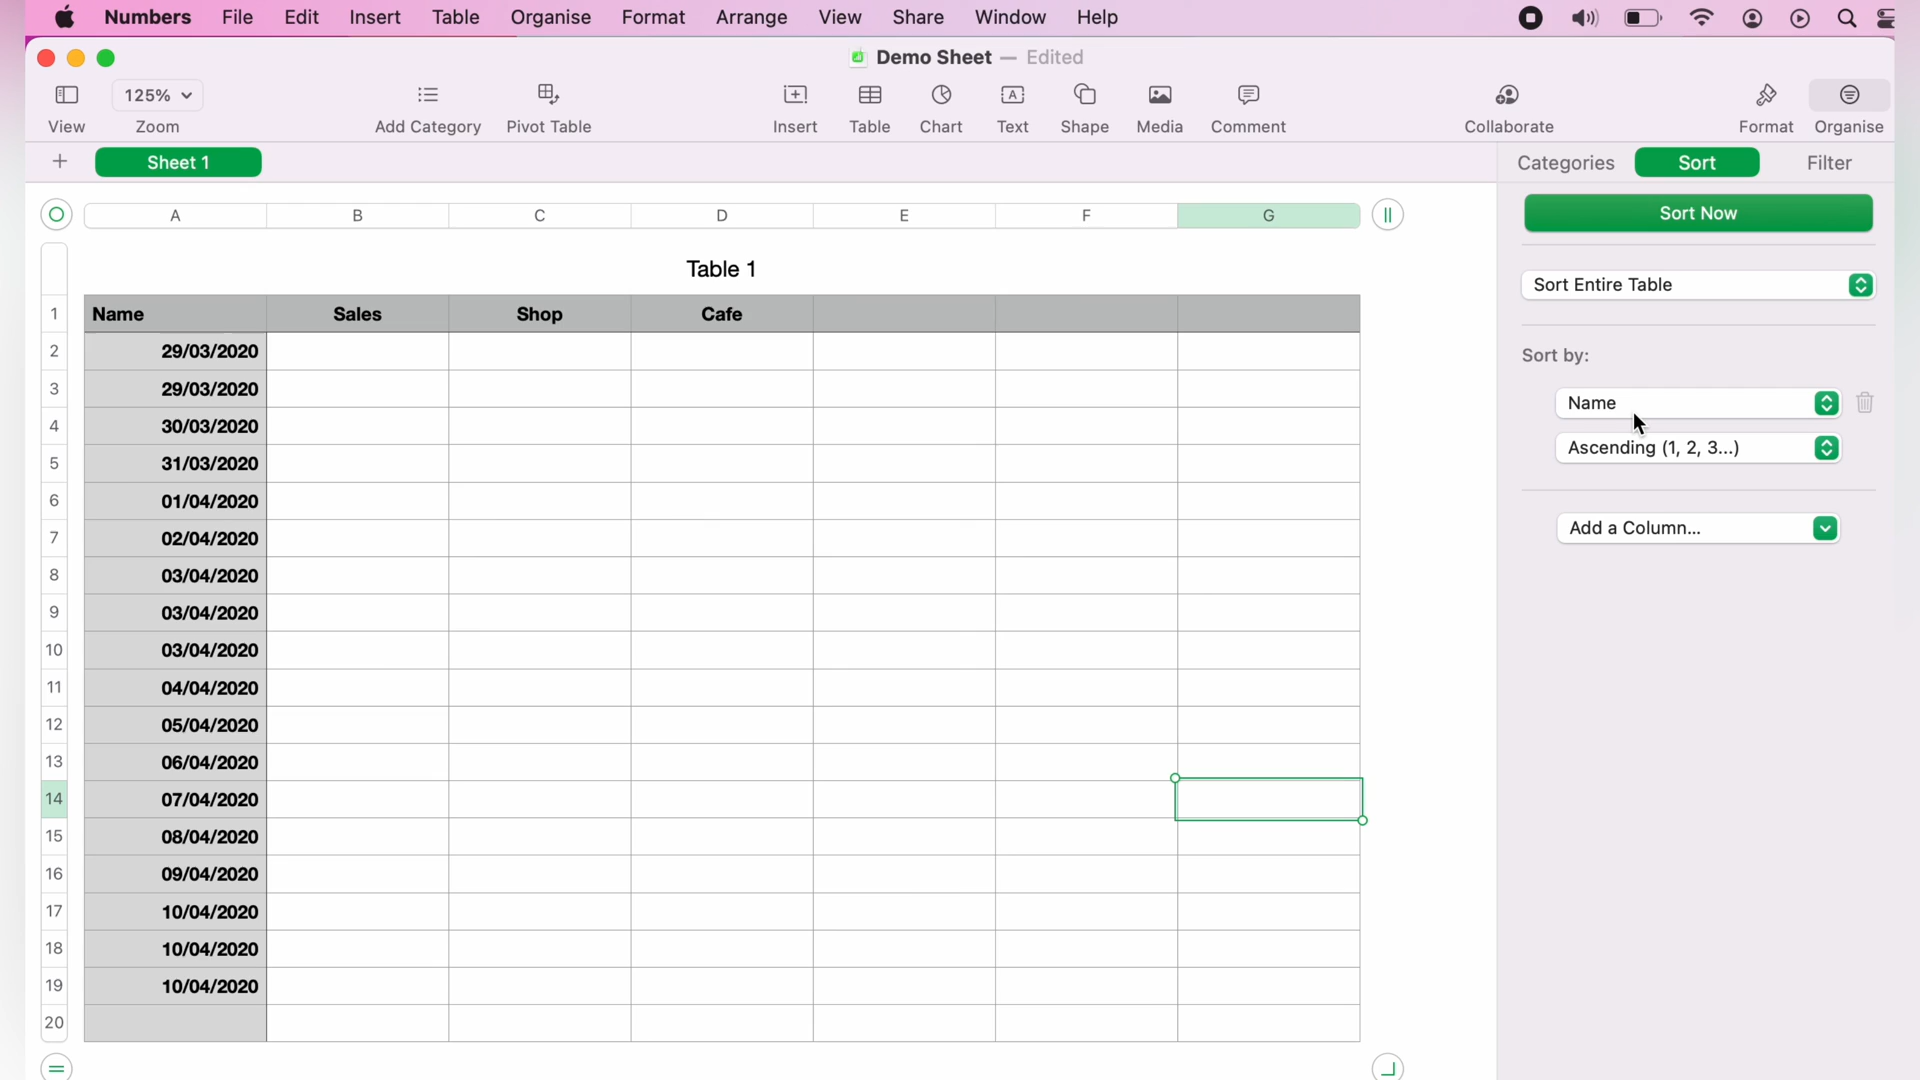 Numbers File Edit Insert Table Organise Format Arrange View Share Window Help
Demo Sheet — Edited
125%
View Zoom Add Category Pivot Table Insert Table Chart Text Shape Media Comment Collaborate Format Organise
Sheet 1 Categories Sort Filter
Sort Now
A B C D E F G
Table 1
Sort Entire Table
1 Name Sales Shop Cafe
2 29/03/2020
Sort by:
3 29/03/2020
Name
4 30/03/2020
Ascending (1, 2, 3...)
5 31/03/2020
6 01/04/2020
Add a Column...
7 02/04/2020
8 03/04/2020
9 03/04/2020
10 03/04/2020
11 04/04/2020
12 05/04/2020
13 06/04/2020
14 07/04/2020
15 08/04/2020
16 09/04/2020
17 10/04/2020
18 10/04/2020
19 10/04/2020
20